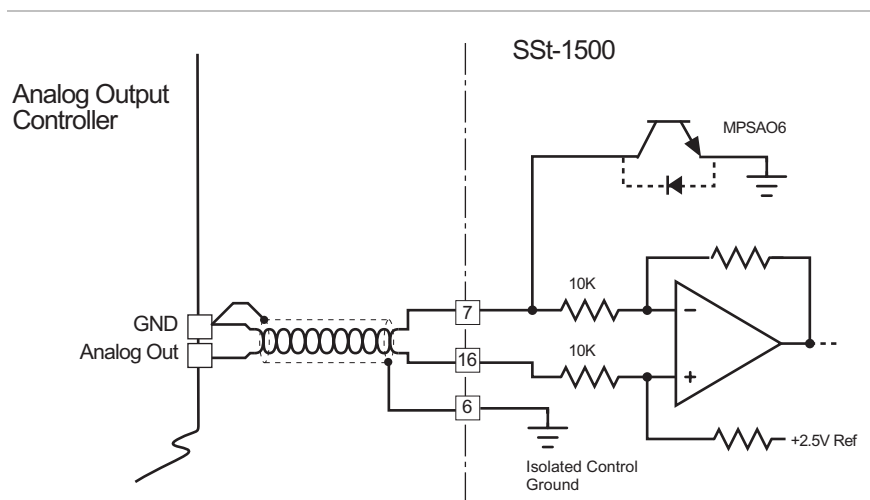 SSt-1500
Analog Output
Controller
MPSAO6
10K
GND
7
Analog Out
10K
16
6
+2.5V Ref
Isolated Control
Ground